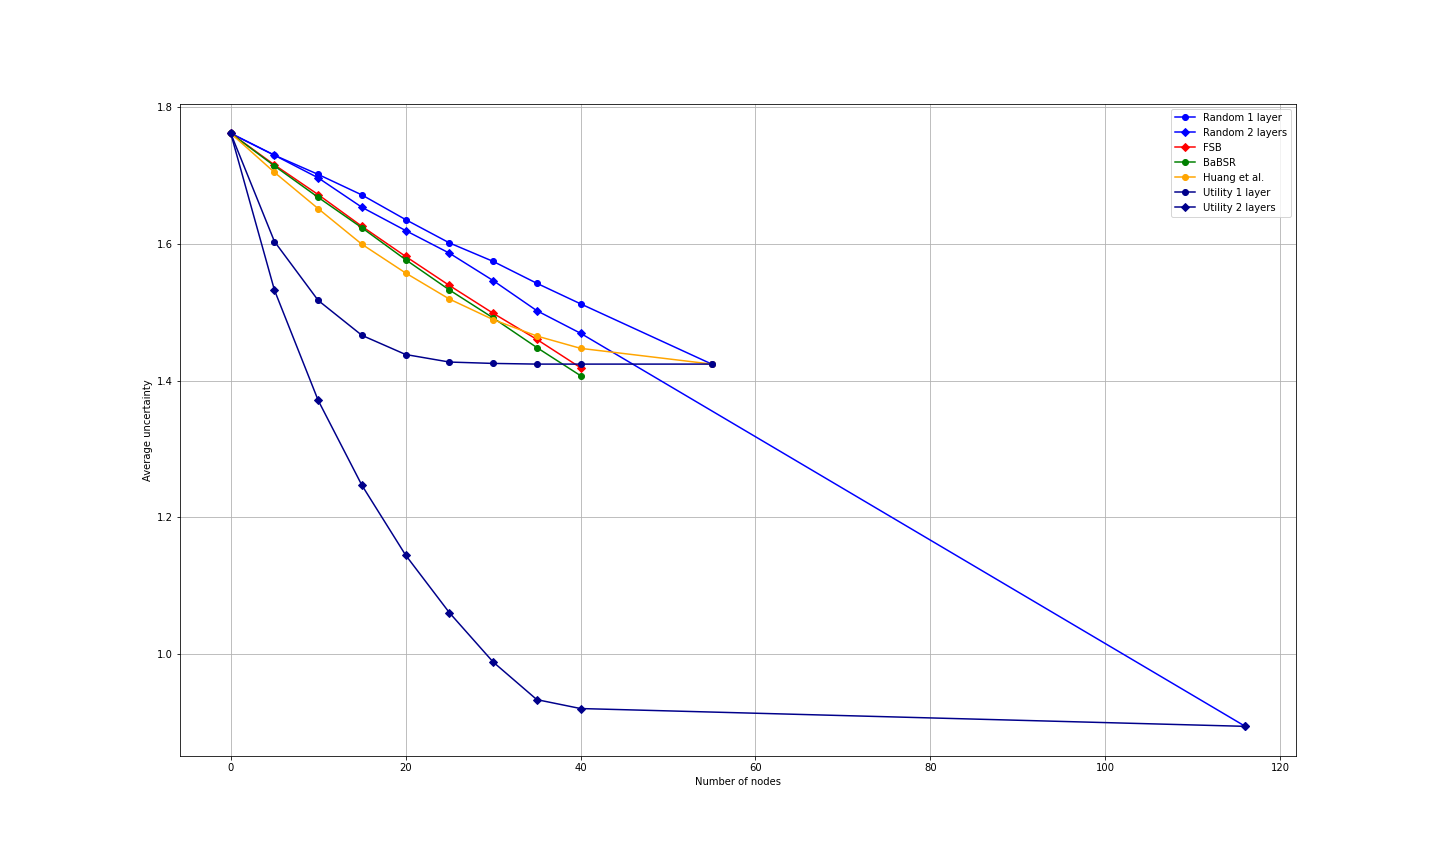 1.8
1.6
1.4
1.2
1.0
Average uncertainty
0
20
40
60
80
100
120
Number of nodes
Random 1 layer
Random 2 layers
FSB
BaBSR
Huang et al.
Utility 1 layer
Utility 2 layers